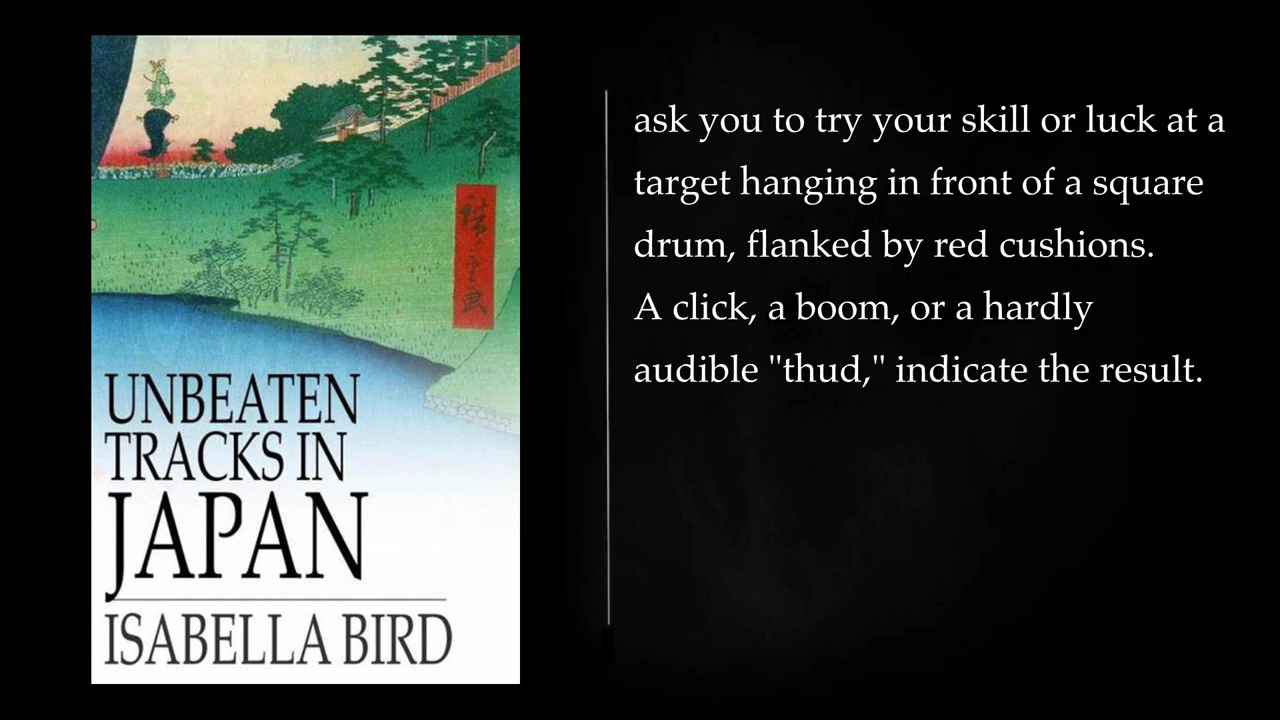 UNBEATEN
TRACKS IN
JAPAN
ISABELLA BIRD
ask you to try your skill or luck at a
target hanging in front of a square
drum, flanked by red cushions.
A click, a boom, or a hardly
audible "thud," indicate the result.